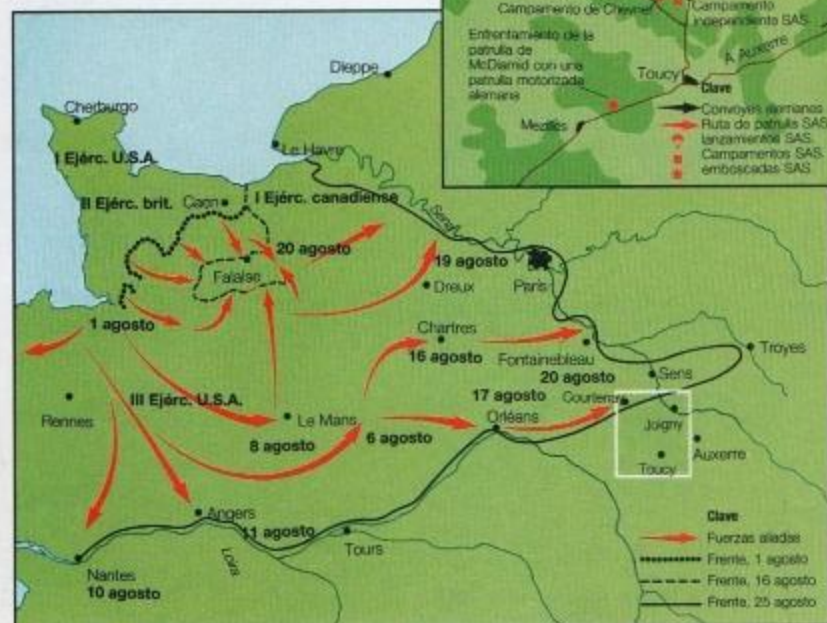 Campamento de Chevnef
Campamento
independiente SAS
Enfrentamiento de la
patrulla de
McDiamid con una
patrulla motorizada
alemana
A Auxerre
Toucy
Mezilles
Clave
Convoyes alemanes
Ruta de patrulla SAS
lanzamientos SAS
Campamentos SAS
emboscadas SAS
Dieppe
Cherburgo
Le Havre
I Ejérc. U.S.A.
II Ejérc. brit.
Caen
I Ejérc. canadiense
Sena
20 agosto
Falaise
19 agosto
París
Dreux
1 agosto
Chartres
16 agosto
Fontainebleau
20 agosto
Troyes
Sens
III Ejérc. U.S.A.
Rennes
Le Mans
8 agosto
6 agosto
17 agosto
Orléans
Courtenay
Joigny
Auxerre
Toucy
Angers
11 agosto
Tours
Loira
Nantes
10 agosto
Clave
Fuerzas aliadas
Frente, 1 agosto
Frente, 16 agosto
Frente, 25 agosto